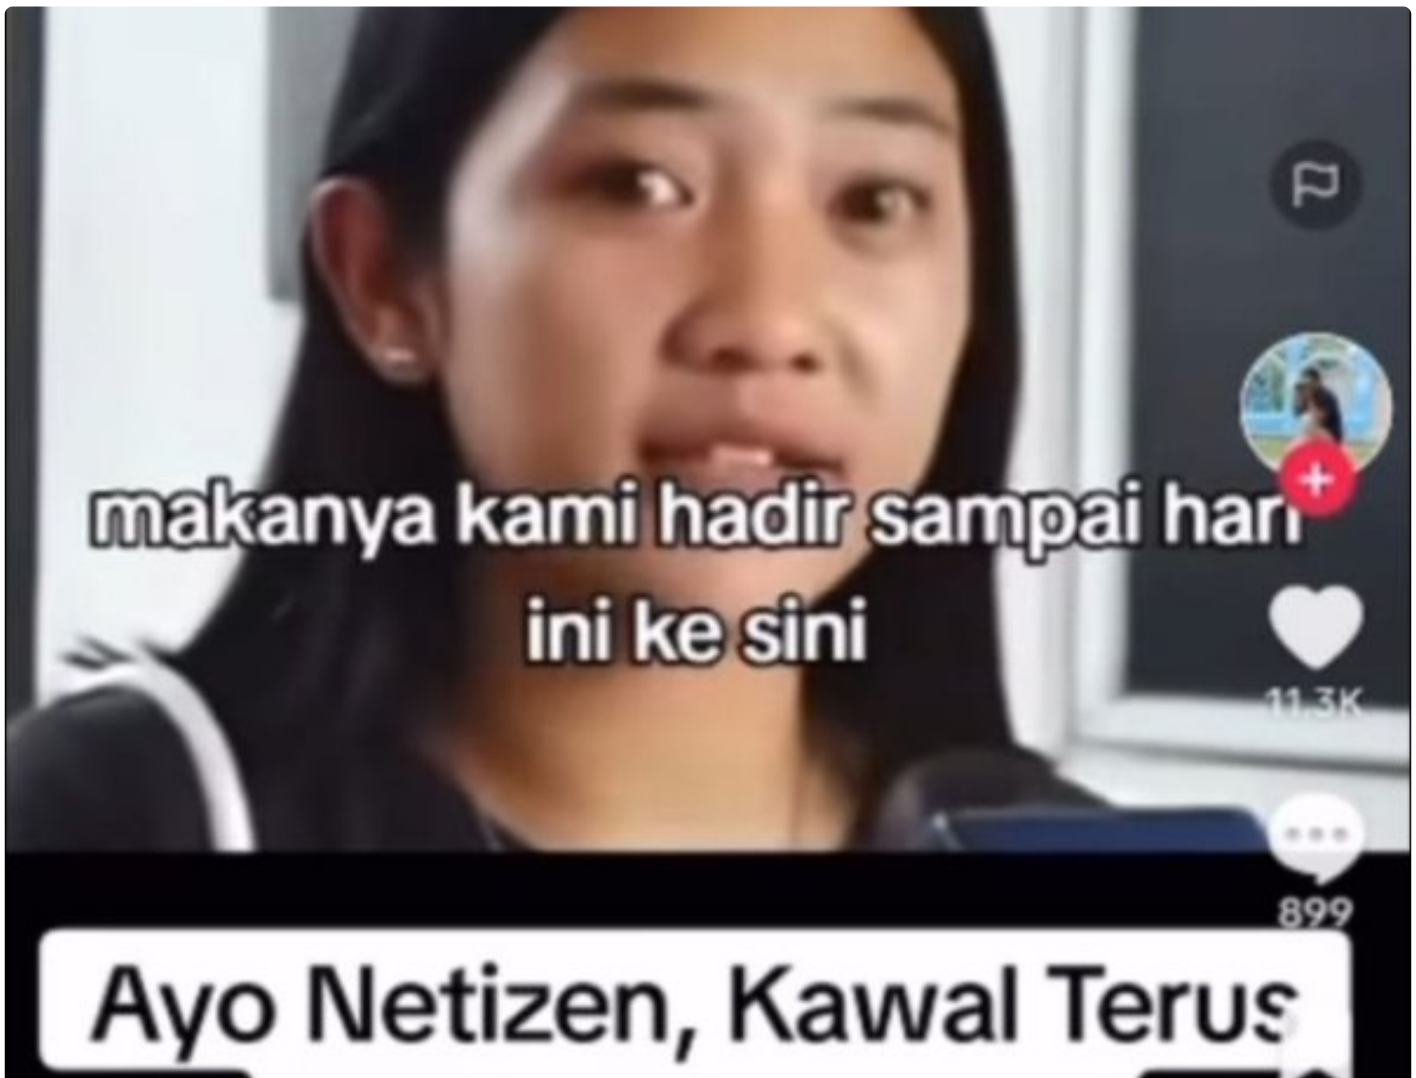 makanya kami hadir sampai hari
ini ke sini
11.3K
899
Ayo Netizen, Kawal Terus